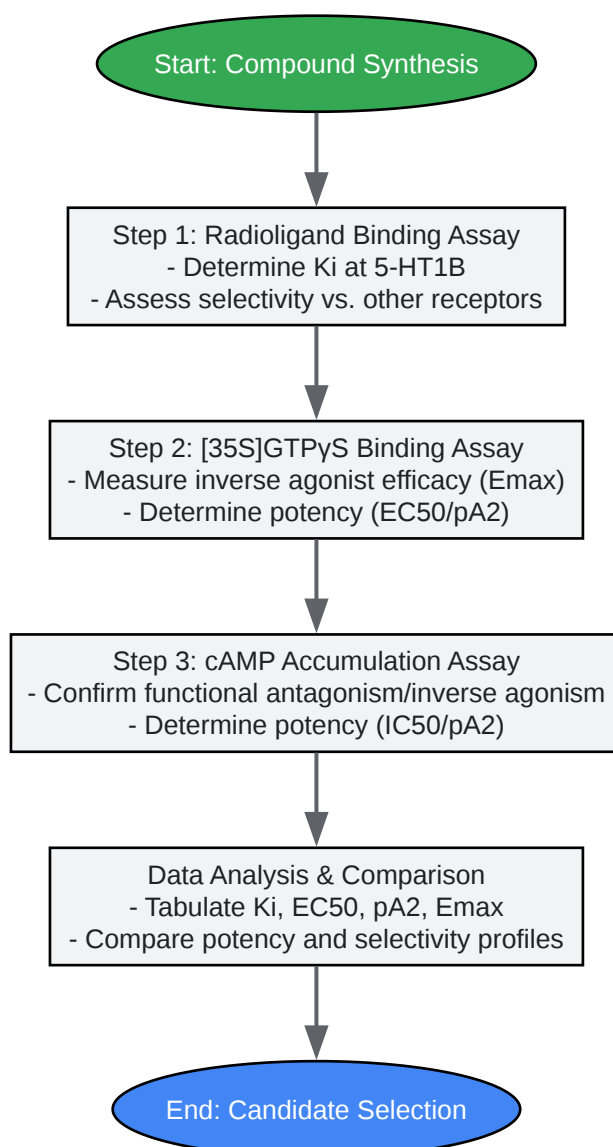 Start: Compound Synthesis
Step 1: Radioligand Binding Assay
- Determine Ki at 5-HT1B
- Assess selectivity vs. other receptors
Step 2: [35S]GTPγS Binding Assay
- Measure inverse agonist efficacy (Emax)
- Determine potency (EC50/pA2)
Step 3: cAMP Accumulation Assay
- Confirm functional antagonism/inverse agonism
- Determine potency (IC50/pA2)
Data Analysis & Comparison
- Tabulate Ki, EC50, pA2, Emax
- Compare potency and selectivity profiles
End: Candidate Selection